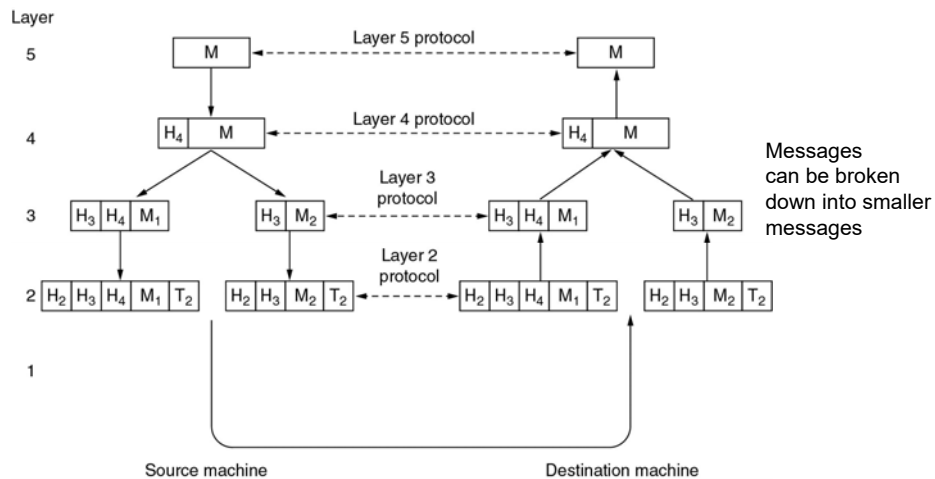 Layer
5
M
Layer 5 protocol
M
4
H₄ M
Layer 4 protocol
H₄ M
Messages
can be broken
down into smaller
messages
3
H₃ H₄ M₁
H₃ M₂
Layer 3
protocol
H₃ H₄ M₁
H₃ M₂
2
H₂ H₃ H₄ M₁ T₂
H₂ H₃ M₂ T₂
Layer 2
protocol
H₂ H₃ H₄ M₁ T₂
H₂ H₃ M₂ T₂
1
Source machine
Destination machine